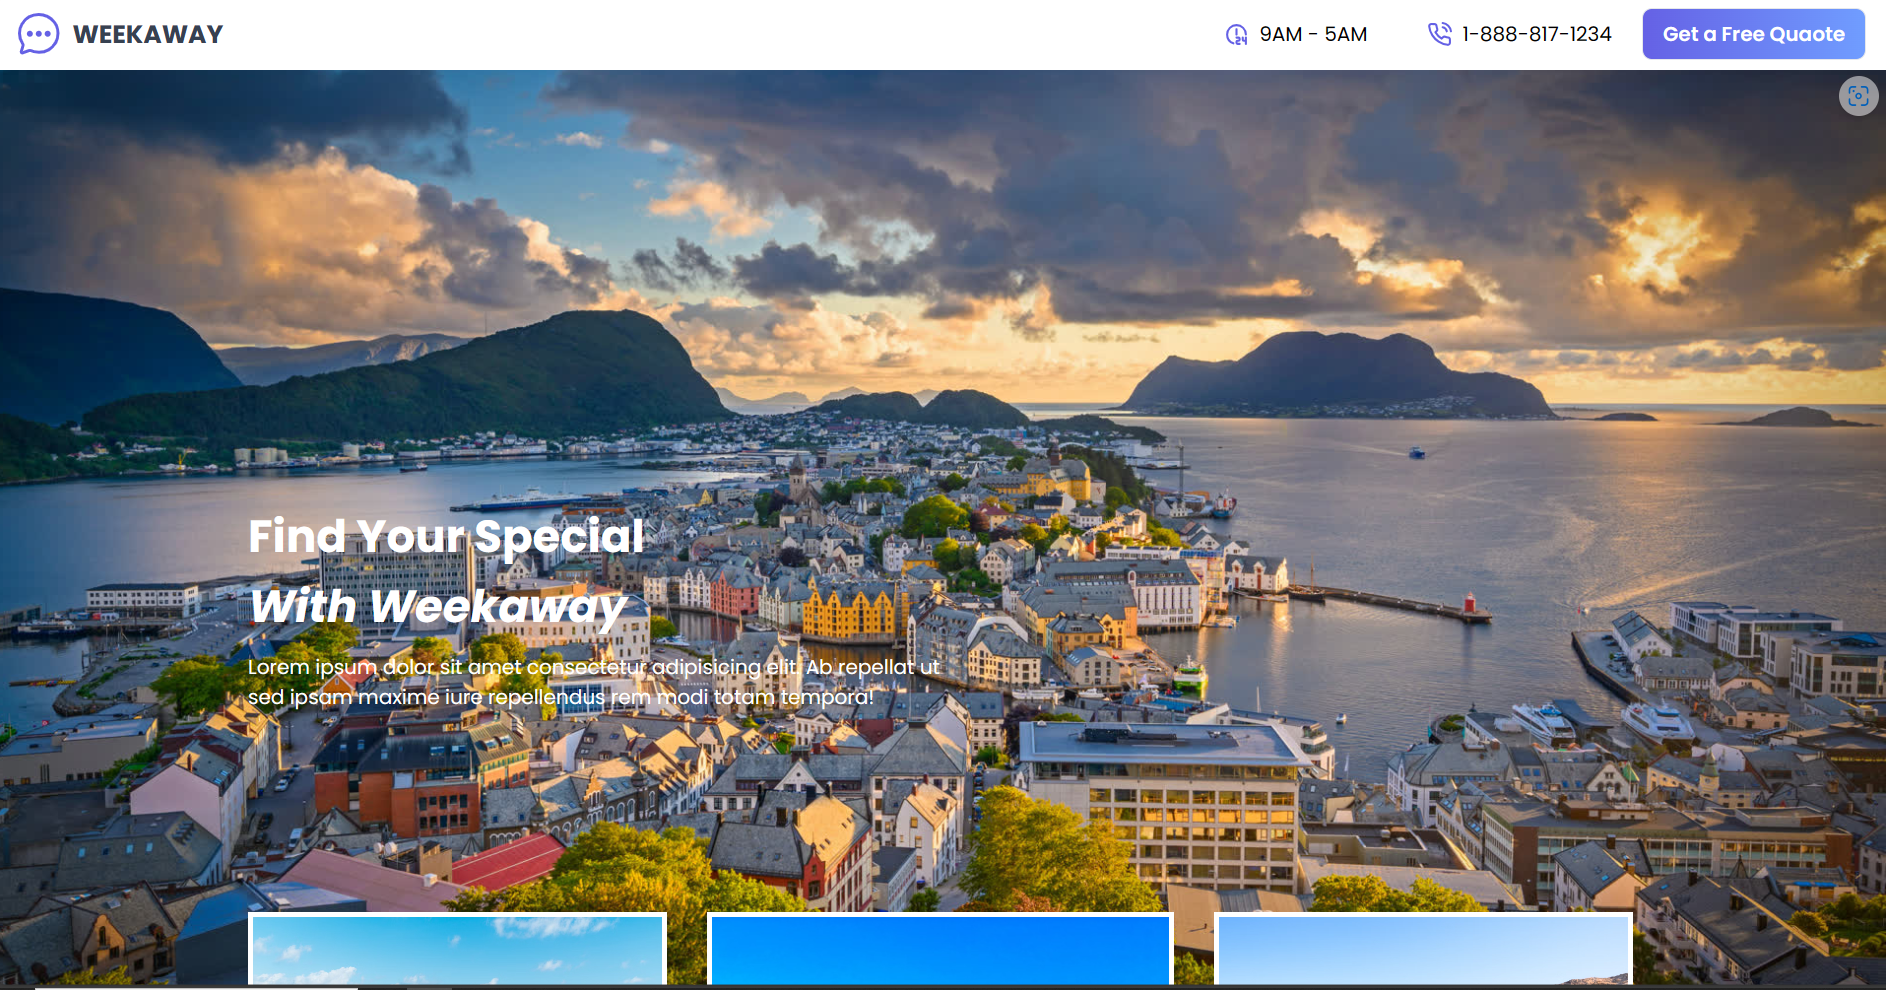 WEEKAWAY
9AM - 5AM
1-888-817-1234
Get a Free Quaote
Find Your Special
With Weekaway
Lorem ipsum dolor sit amet consectetur adipisicing elit. Ab repellat ut
sed ipsam maxime iure repellendus rem modi totam tempora!